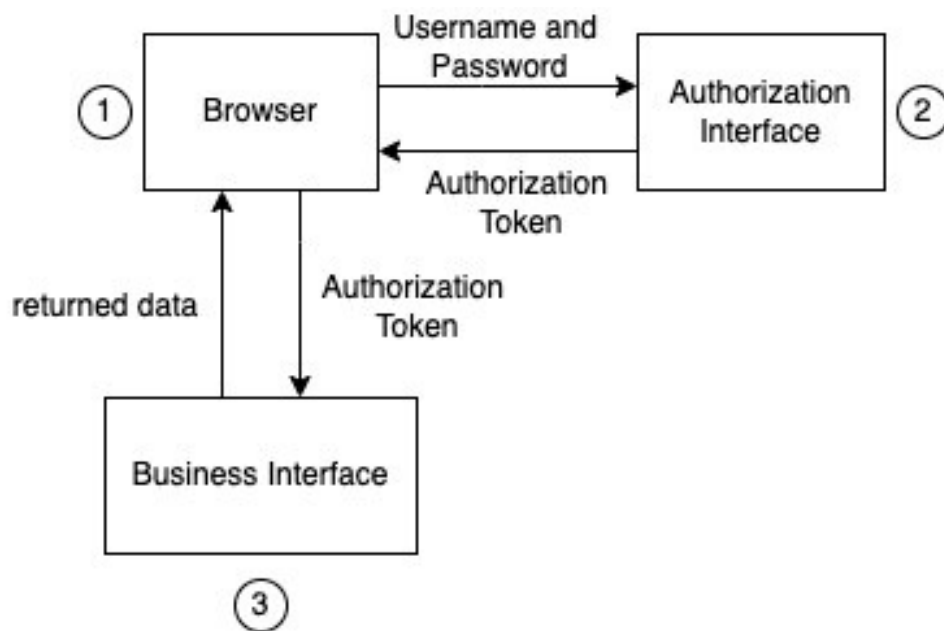 Username and
Password
1
Browser
Authorization
Interface
2
Authorization
Token
returned data
Authorization
Token
Business Interface
3